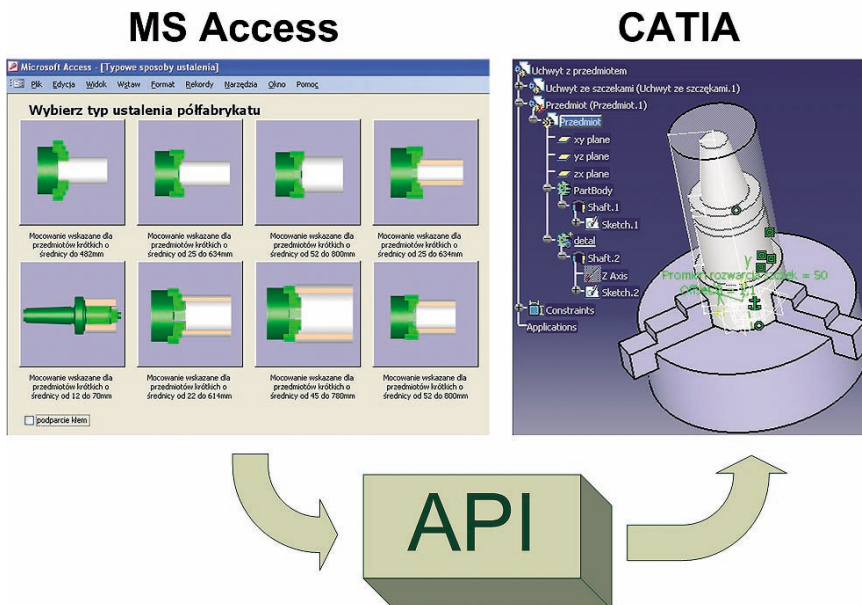 MS Access
CATIA
Microsoft Access - [Typowe sposoby ustalenia]
Plik Edycja Widok Wstaw Format Rekordy Narzędzia Okno Pomoc
Wybierz typ ustalenia półfabrykatu
Mocowanie wskazane dla
przedmiotów krótkich o
średnicy do 482mm
Mocowanie wskazane dla
przedmiotów krótkich o
średnicy od 25 do 634mm
Mocowanie wskazane dla
przedmiotów krótkich o
średnicy od 52 do 800mm
Mocowanie wskazane dla
przedmiotów krótkich o
średnicy od 25 do 634mm
Mocowanie wskazane dla
przedmiotów krótkich o
średnicy od 12 do 70mm
Mocowanie wskazane dla
przedmiotów krótkich o
średnicy od 22 do 614mm
Mocowanie wskazane dla
przedmiotów krótkich o
średnicy od 45 do 780mm
Mocowanie wskazane dla
przedmiotów krótkich o
średnicy od 52 do 800mm
podparcie kłem
Uchwyt z przedmiotem
Uchwyt ze szczekami (Uchwyt ze szczękami.1)
Przedmiot (Przedmiot.1)
Przedmiot
xy plane
yz plane
zx plane
PartBody
Shaft.1
Sketch.1
detal
Shaft.2
Z Axis
Sketch.2
Constraints
Applications
y
Promień rozwarcia = 50
API